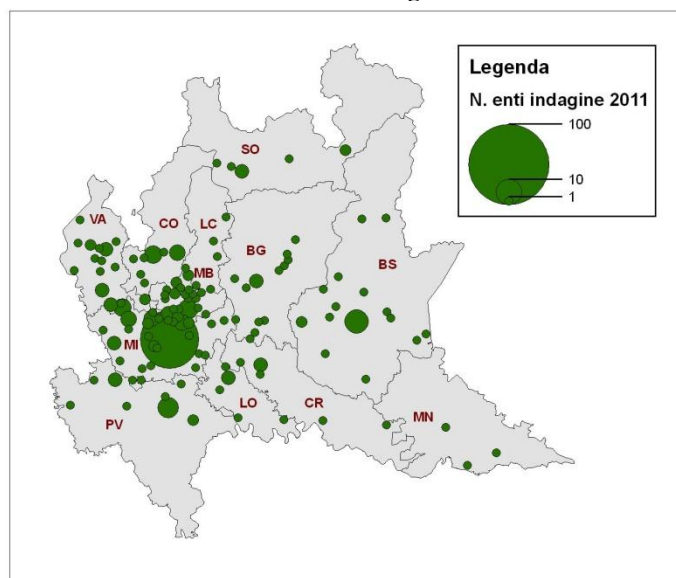 Legenda
N. enti indagine 2011
100
10
1
SO
VA
CO
LC
BG
BS
MB
MI
LO
CR
MN
PV